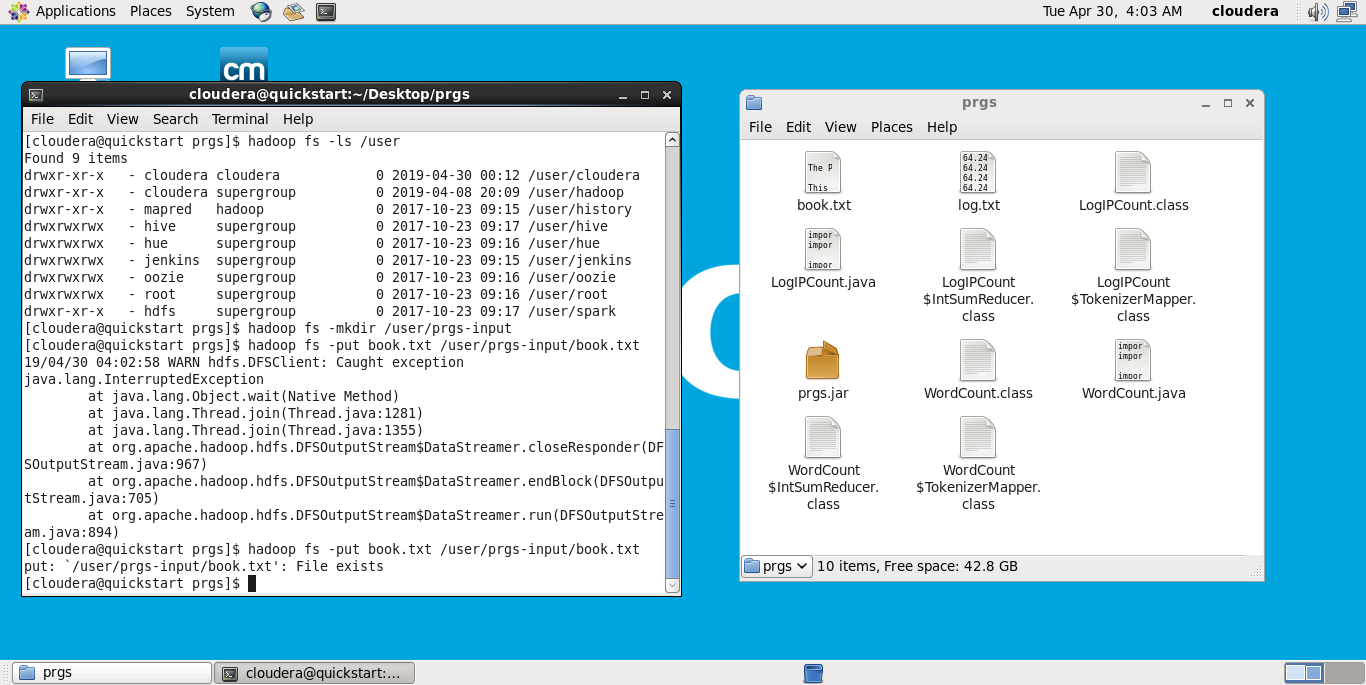 Applications Places System
Tue Apr 30, 4:03 AM cloudera
cm
cloudera@quickstart:~/Desktop/prgs
File Edit View Search Terminal Help
[cloudera@quickstart prgs]$ hadoop fs -ls /user
Found 9 items
drwxr-xr-x   - cloudera cloudera            0 2019-04-30 00:12 /user/cloudera
drwxr-xr-x   - cloudera supergroup          0 2019-04-08 20:09 /user/hadoop
drwxr-xr-x   - mapred   hadoop              0 2017-10-23 09:15 /user/history
drwxrwxrwx   - hive     supergroup          0 2017-10-23 09:17 /user/hive
drwxrwxrwx   - hue      supergroup          0 2017-10-23 09:16 /user/hue
drwxrwxrwx   - jenkins  supergroup          0 2017-10-23 09:15 /user/jenkins
drwxrwxrwx   - oozie    supergroup          0 2017-10-23 09:16 /user/oozie
drwxrwxrwx   - root     supergroup          0 2017-10-23 09:16 /user/root
drwxr-xr-x   - hdfs     supergroup          0 2017-10-23 09:17 /user/spark
[cloudera@quickstart prgs]$ hadoop fs -mkdir /user/prgs-input
[cloudera@quickstart prgs]$ hadoop fs -put book.txt /user/prgs-input/book.txt
19/04/30 04:02:58 WARN hdfs.DFSClient: Caught exception
java.lang.InterruptedException
        at java.lang.Object.wait(Native Method)
        at java.lang.Thread.join(Thread.java:1281)
        at java.lang.Thread.join(Thread.java:1355)
        at org.apache.hadoop.hdfs.DFSOutputStream$DataStreamer.closeResponder(DF
SOutputStream.java:967)
        at org.apache.hadoop.hdfs.DFSOutputStream$DataStreamer.endBlock(DFSOutpu
tStream.java:705)
        at org.apache.hadoop.hdfs.DFSOutputStream$DataStreamer.run(DFSOutputStre
am.java:894)
[cloudera@quickstart prgs]$ hadoop fs -put book.txt /user/prgs-input/book.txt
put: `/user/prgs-input/book.txt': File exists
[cloudera@quickstart prgs]$
prgs
File Edit View Places Help
The P
This
book.txt
64.24
64.24
64.24
64.24
log.txt
LogIPCount.class
impor
impor
impor
LogIPCount.java
LogIPCount
$IntSumReducer.
class
LogIPCount
$TokenizerMapper.
class
prgs.jar
WordCount.class
impor
impor
impor
WordCount.java
WordCount
$IntSumReducer.
class
WordCount
$TokenizerMapper.
class
prgs 10 items, Free space: 42.8 GB
prgs
cloudera@quickstart:...